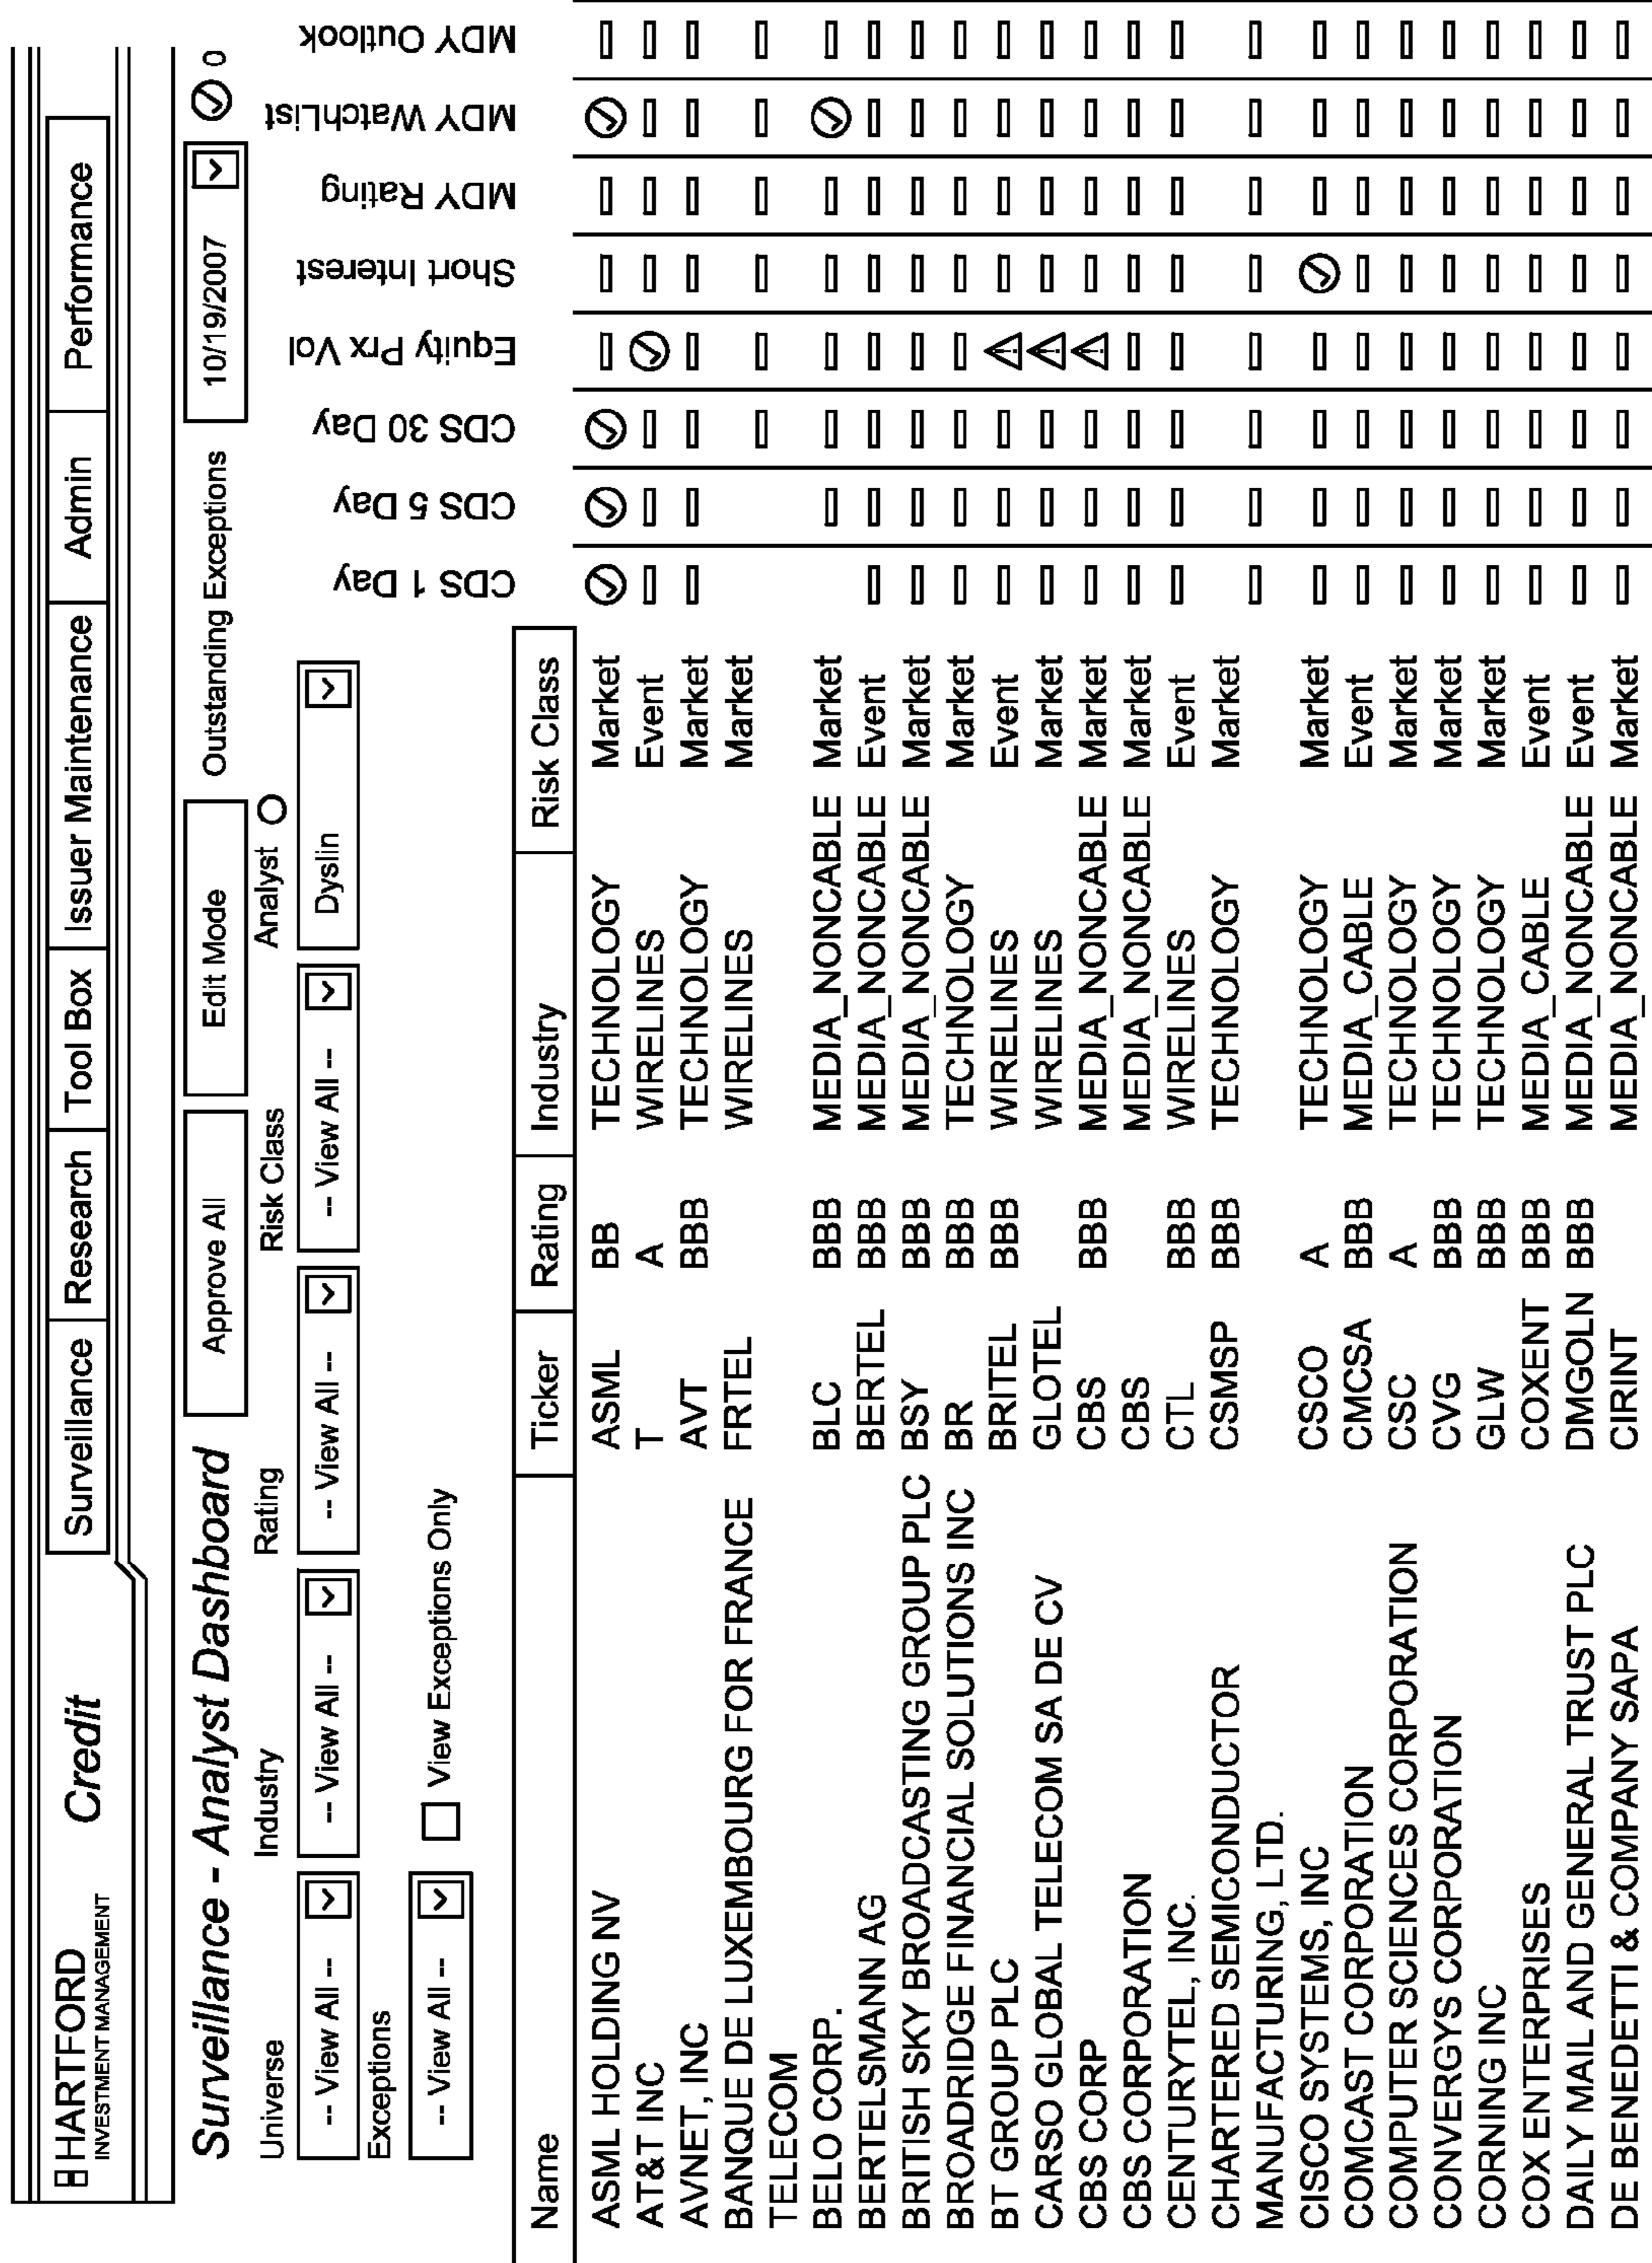 HARTFORD
INVESTMENT MANAGEMENT
Credit
Surveillance Research Tool Box Issuer Maintenance Admin Performance
Surveillance - Analyst Dashboard Approve All Edit Mode Outstanding Exceptions 10/19/2007 0
Universe Industry Rating Risk Class Analyst
-- View All -- -- View All -- -- View All -- -- View All -- Dyslin
Exceptions
-- View All -- View Exceptions Only
CDS 1 Day CDS 5 Day CDS 30 Day Equity Prx Vol Short Interest MDY Rating MDY WatchList MDY Outlook
Name Ticker Rating Industry Risk Class
ASML HOLDING NV ASML BB TECHNOLOGY Market
AT&T INC T A WIRELINES Event
AVNET, INC AVT BBB TECHNOLOGY Market
BANQUE DE LUXEMBOURG FOR FRANCE FRTEL WIRELINES Market
TELECOM
BELO CORP. BLC BBB MEDIA_NONCABLE Market
BERTELSMANN AG BERTEL BBB MEDIA_NONCABLE Event
BRITISH SKY BROADCASTING GROUP PLC BSY BBB MEDIA_NONCABLE Market
BROADRIDGE FINANCIAL SOLUTIONS INC BR BBB TECHNOLOGY Market
BT GROUP PLC BRITEL BBB WIRELINES Event
CARSO GLOBAL TELECOM SA DE CV GLOTEL WIRELINES Market
CBS CORP CBS BBB MEDIA_NONCABLE Market
CBS CORPORATION CBS MEDIA_NONCABLE Market
CENTURYTEL, INC. CTL BBB WIRELINES Event
CHARTERED SEMICONDUCTOR CSMSP BBB TECHNOLOGY Market
MANUFACTURING, LTD.
CISCO SYSTEMS, INC CSCO A TECHNOLOGY Market
COMCAST CORPORATION CMCSA BBB MEDIA_CABLE Event
COMPUTER SCIENCES CORPORATION CSC A TECHNOLOGY Market
CONVERGYS CORPORATION CVG BBB TECHNOLOGY Market
CORNING INC GLW BBB TECHNOLOGY Market
COX ENTERPRISES COXENT BBB MEDIA_CABLE Event
DAILY MAIL AND GENERAL TRUST PLC DMGOLN BBB MEDIA_NONCABLE Event
DE BENEDETTI & COMPANY SAPA CIRINT MEDIA_NONCABLE Market